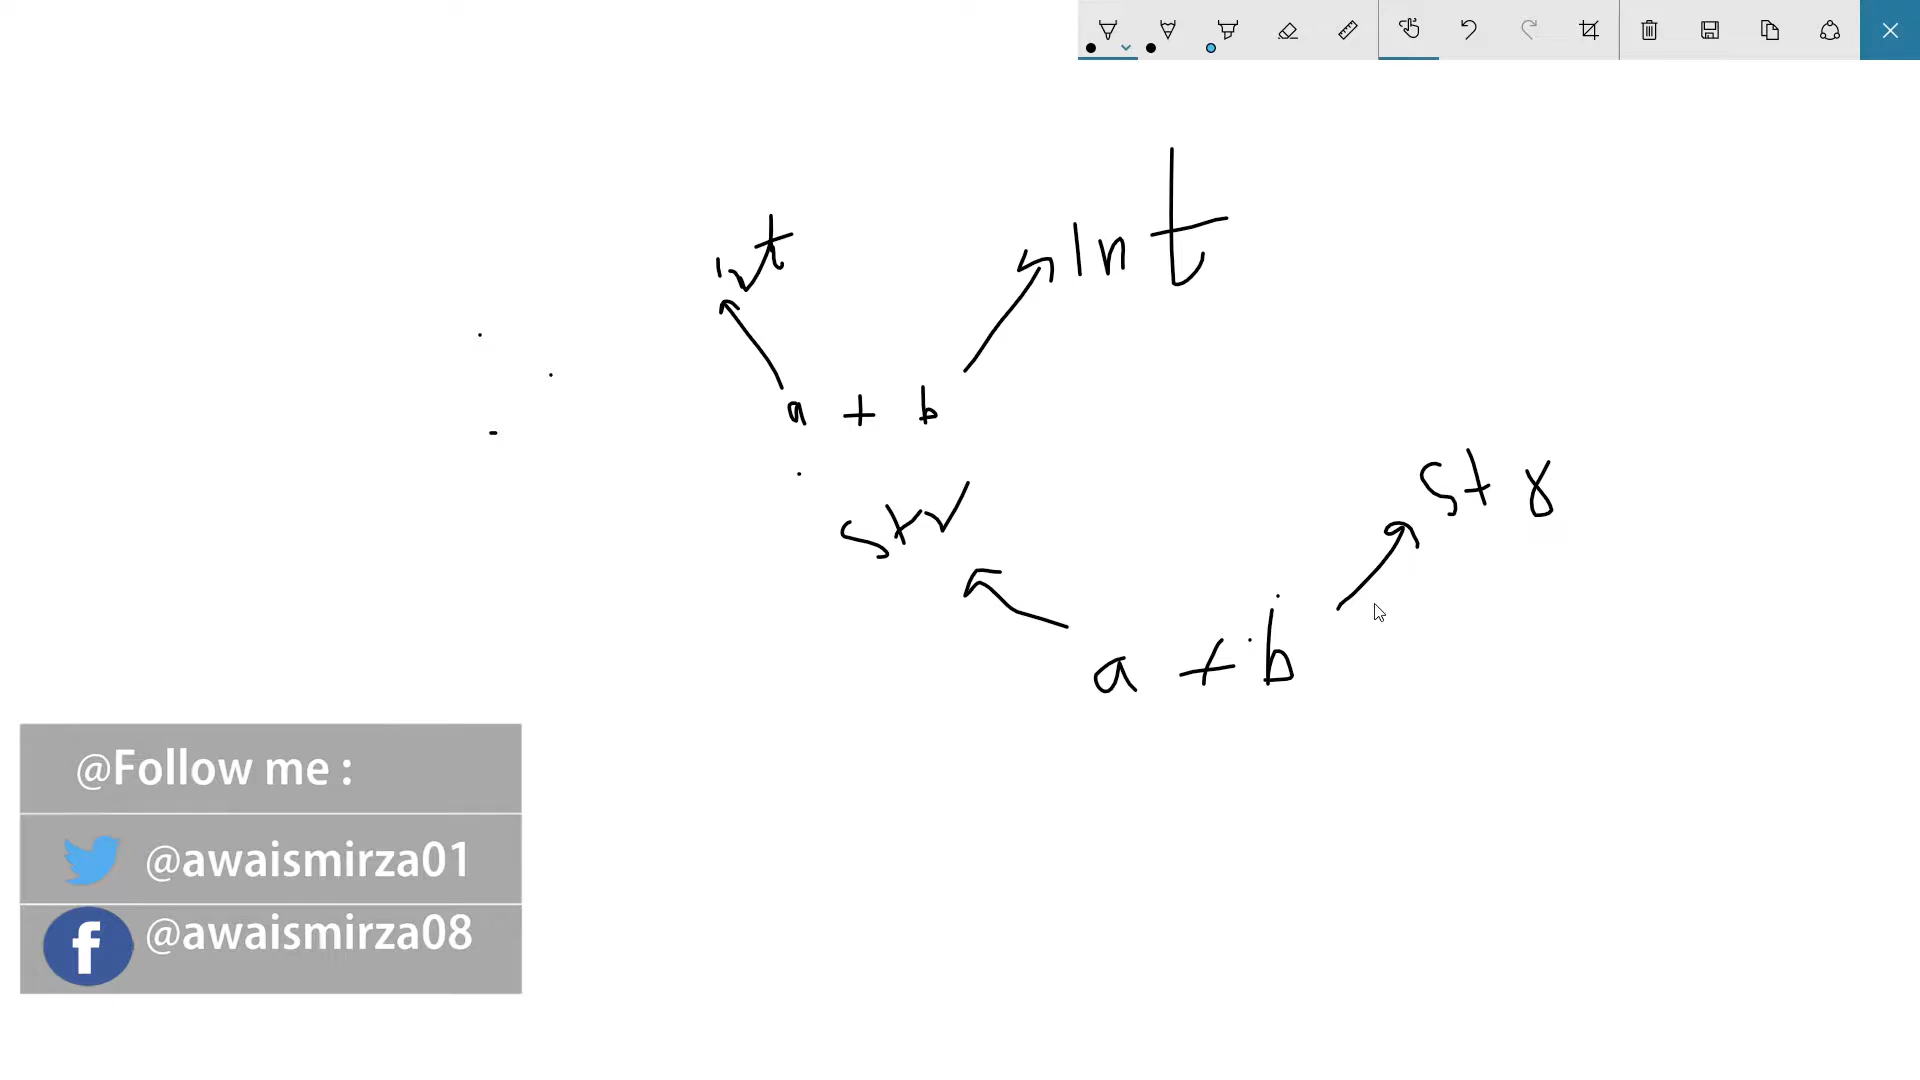 int
Int
a + b
str
str
a + b
@Follow me :
@awaismirza01
@awaismirza08